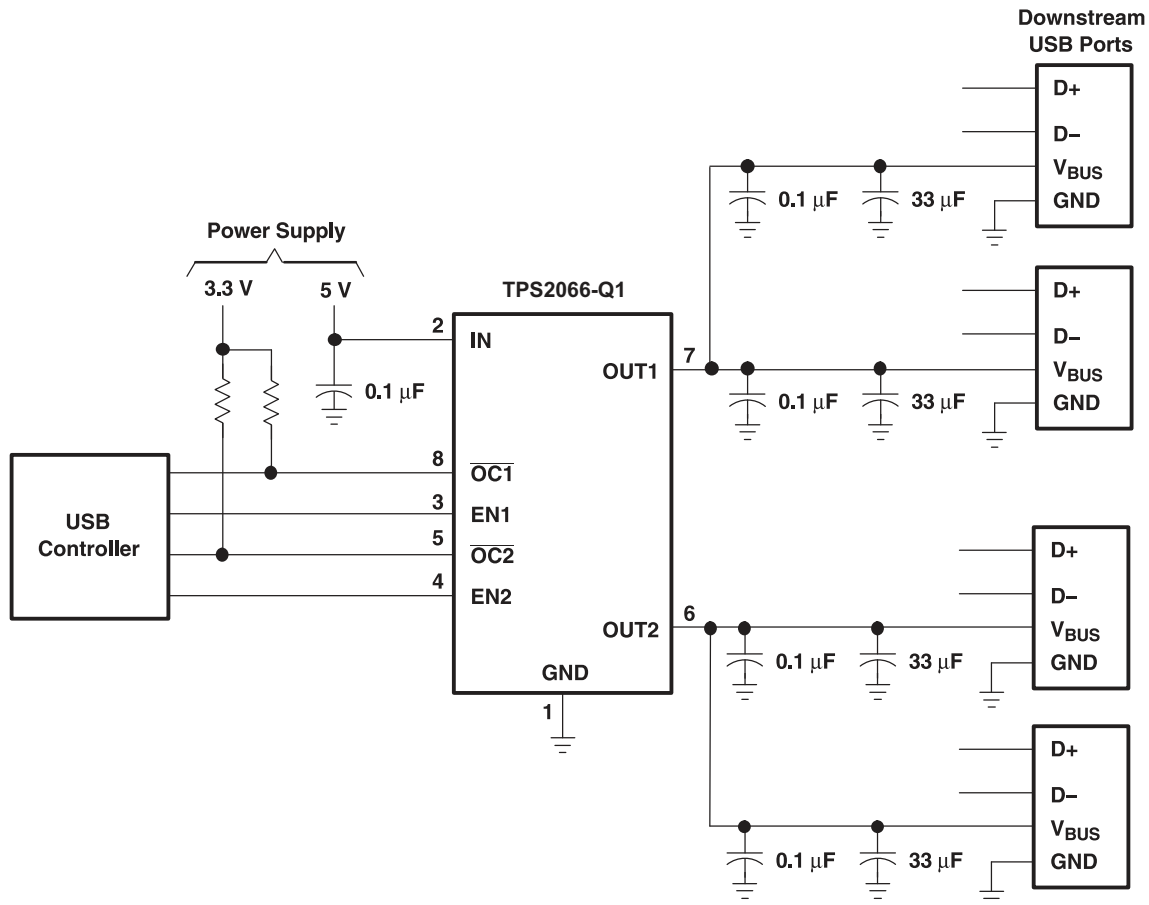 Downstream
USB Ports
D+
D−
VBUS
GND
0.1 μF
33 μF
Power Supply
3.3 V
5 V
TPS2066-Q1
D+
D−
VBUS
GND
2
IN
7
OUT1
0.1 μF
0.1 μF
33 μF
8
OC1
3
EN1
5
OC2
4
EN2
USB
Controller
6
OUT2
GND
1
D+
D−
VBUS
GND
0.1 μF
33 μF
D+
D−
VBUS
GND
0.1 μF
33 μF